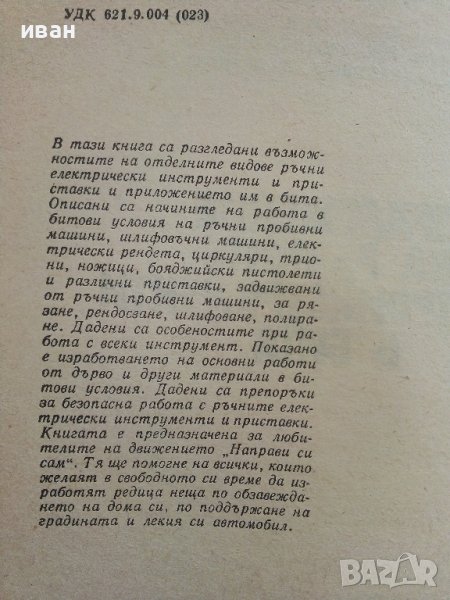 иван
УДК 621.9.004 (023)
В тази книга са разгледани възмож-
ностите на отделните видове ръчни
електрически инструменти и при-
ставки и приложението им в бита.
Описани са начините на работа в
битови условия на ръчни пробивни
машини, шлифовъчни машини, елек-
трически рендета, циркуляри, трио-
ни, ножици, бояджийски пистолети
и различни приставки, задвижвани
от ръчни пробивни машини, за ря-
зане, рендосване, шлифоване, полира-
не. Дадени са особеностите при ра-
бота с всеки инструмент. Показано
е изработването на основни работи
от дърво и други материали в би-
тови условия. Дадени са препоръки
за безопасна работа с ръчните елек-
трически инструменти и приставки.
Книгата е предназначена за люби-
телите на движението „Направи си
сам“. Тя ще помогне на всички, които
желаят в свободното си време да из-
работят редица неща по обзавеждане-
то на дома си, по поддържане на
градината и лекия си автомобил.
BAZAR.bg